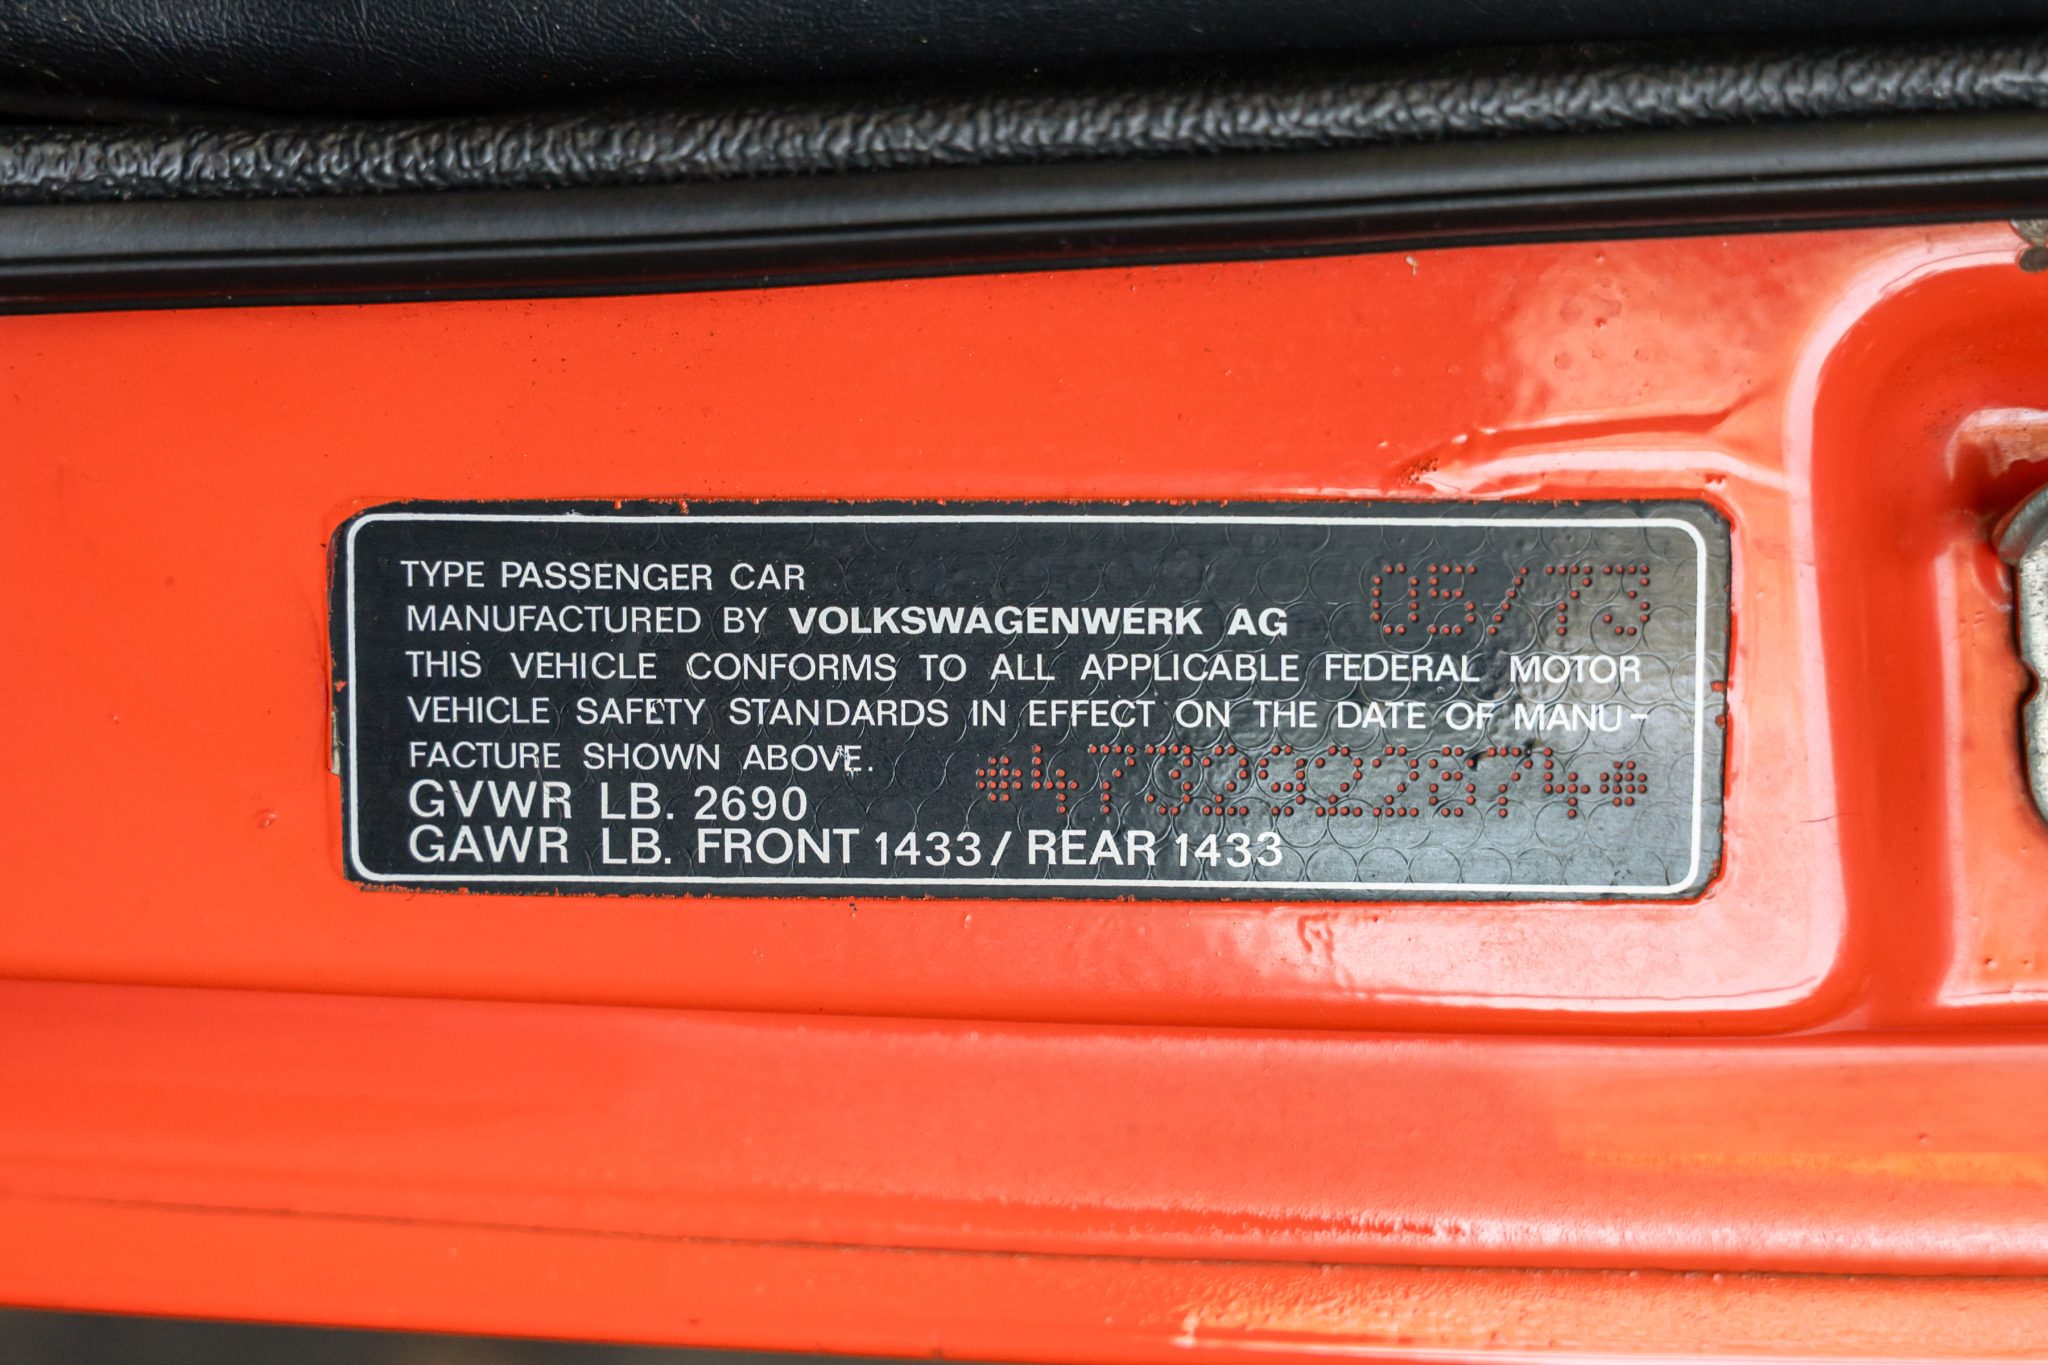 TYPE PASSENGER CAR
05/73
MANUFACTURED BY VOLKSWAGENWERK AG
THIS VEHICLE CONFORMS TO ALL APPLICABLE FEDERAL MOTOR
VEHICLE SAFETY STANDARDS IN EFFECT ON THE DATE OF MANU-
FACTURE SHOWN ABOVE.
*4732922874*
GVWR LB. 2690
GAWR LB. FRONT 1433 / REAR 1433